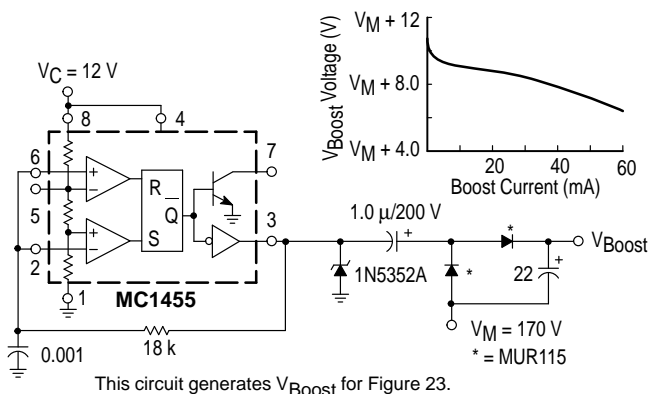 V_C = 12 V
8
4
6
5
2
1
7
3
+
−
+
−
R
S
Q̅
MC1455
18 k
0.001
1N5352A
1.0 µ/200 V
+
*
*
22
+
V_Boost
V_M = 170 V
* = MUR115
V_Boost Voltage (V)
V_M + 12
V_M + 8.0
V_M + 4.0
20
40
60
Boost Current (mA)
This circuit generates V_Boost for Figure 23.